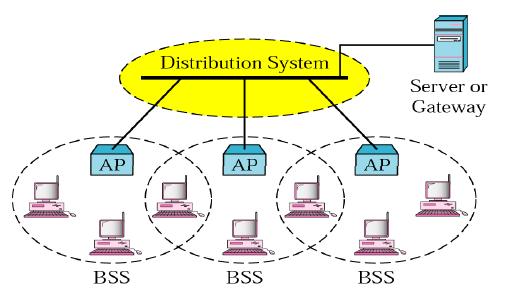 Distribution System
Server or
Gateway
AP
AP
AP
BSS
BSS
BSS